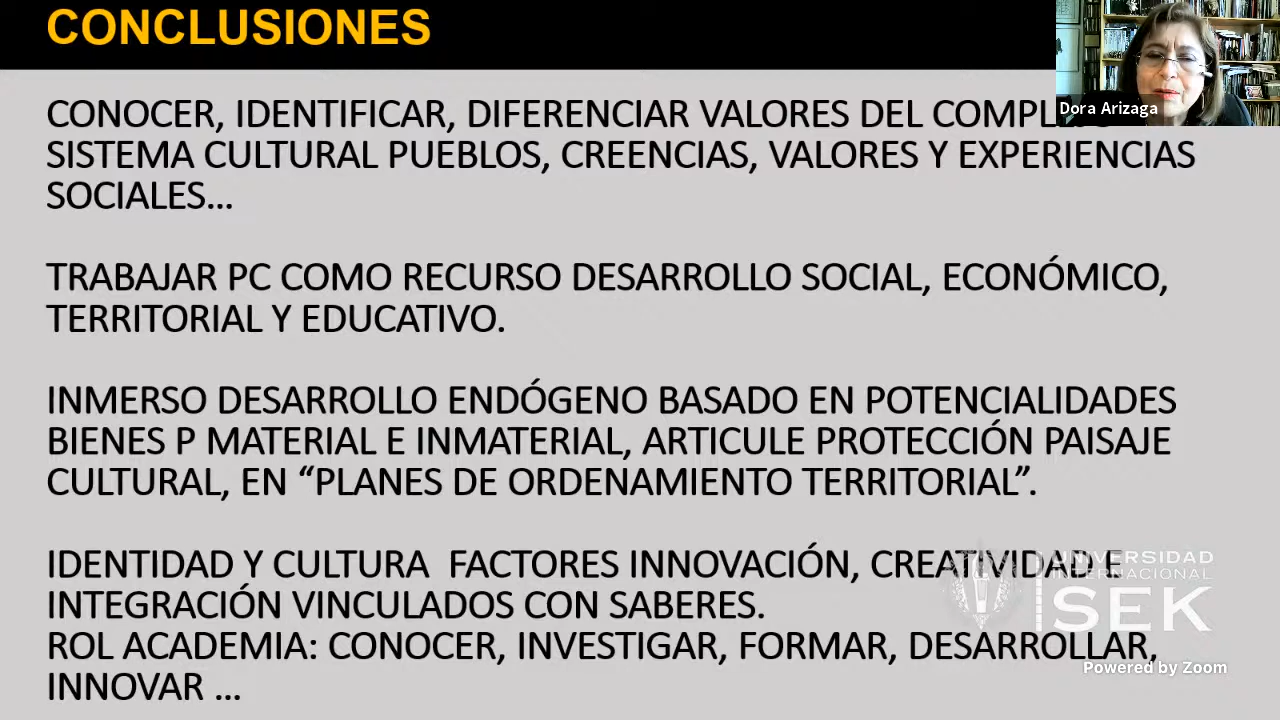 CONCLUSIONES
Dora Arizaga
CONOCER, IDENTIFICAR, DIFERENCIAR VALORES DEL
SISTEMA CULTURAL PUEBLOS, CREENCIAS, VALORES Y EXPERIENCIAS
SOCIALES...
TRABAJAR PC COMO RECURSO DESARROLLO SOCIAL, ECONÓMICO,
TERRITORIAL Y EDUCATIVO.
INMERSO DESARROLLO ENDÓGENO BASADO EN POTENCIALIDADES
BIENES P MATERIAL E INMATERIAL, ARTICULE PROTECCIÓN PAISAJE
CULTURAL, EN “PLANES DE ORDENAMIENTO TERRITORIAL”.
IDENTIDAD Y CULTURA FACTORES INNOVACIÓN, CREATIVIDAD E
INTEGRACIÓN VINCULADOS CON SABERES.
ROL ACADEMIA: CONOCER, INVESTIGAR, FORMAR, DESARROLLAR,
INNOVAR ...
UNIVERSIDAD
INTERNACIONAL
SEK
Powered by Zoom